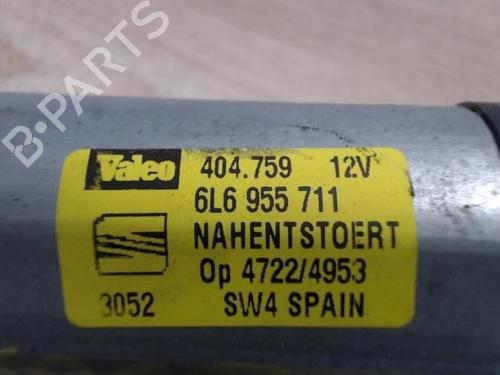 Valeo 404.759 12V
6L6 955 711
NAHENTSTOERT
Op 4722/4953
3052 SW4 SPAIN
B-PARTS